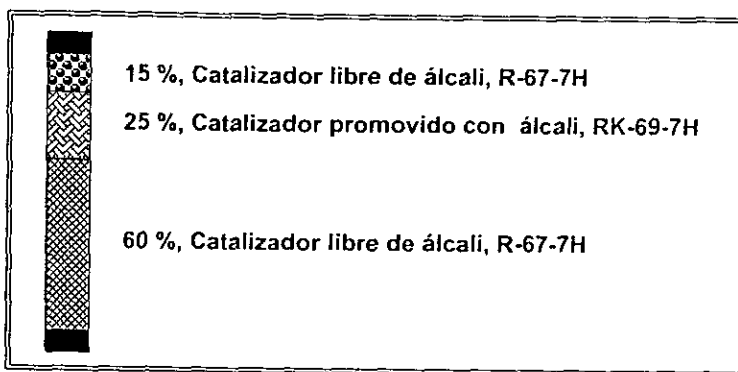 15 %, Catalizador libre de álcali, R-67-7H
25 %, Catalizador promovido con álcali, RK-69-7H
60 %, Catalizador libre de álcali, R-67-7H